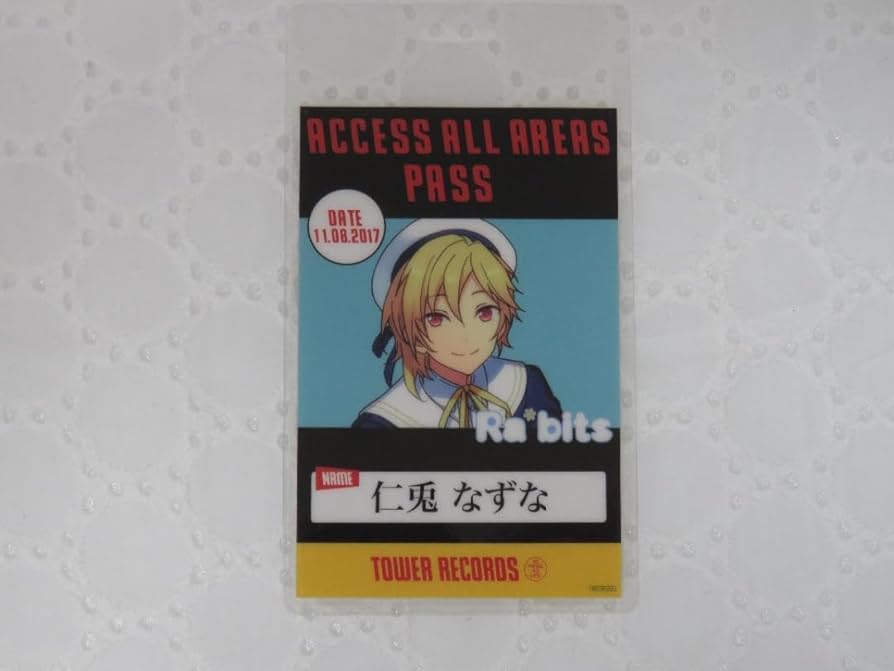 ACCESS ALL AREAS
PASS
DATE
11.08.2017
Ra*bits
NAME
仁兎 なずな
TOWER RECORDS